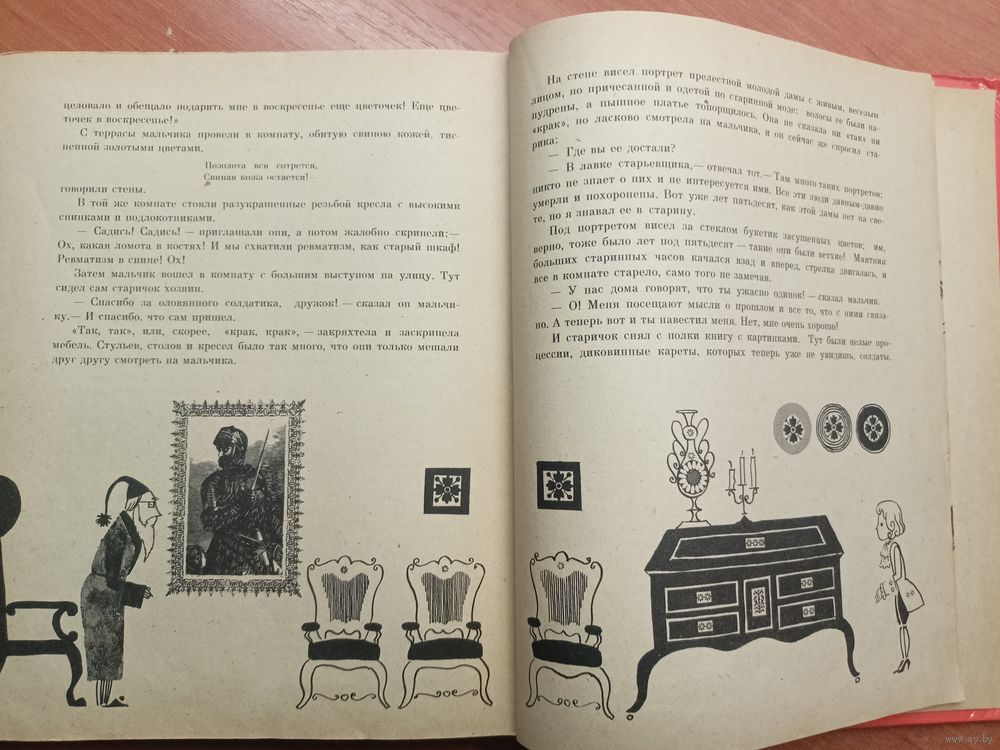 целовало и обещало подарить мне в воскресенье еще цветочек! Еще цве-
точек в воскресенье!»
С террасы мальчика провели в комнату, обитую свиною кожей, тис-
ненной золотыми цветами.
Позолота вся сотрется,
Свиная кожа остается!—
говорили стены.
В той же комнате стояли разукрашенные резьбой кресла с высокими
спинками и подлокотниками.
— Садись! Садись! — приглашали они, а потом жалобно скрипели:—
Ох, какая ломота в костях! И мы схватили ревматизм, как старый шкаф!
Ревматизм в спине! Ох!
Затем мальчик вошел в комнату с большим выступом на улицу. Тут
сидел сам старичок хозяин.
— Спасибо за оловянного солдатика, дружок! — сказал он мальчи-
ку.— И спасибо, что сам пришел.
«Так, так», или, скорее, «крак, крак», — закряхтела и заскрипела
мебель. Стульев, столов и кресел было так много, что они только мешали
друг другу смотреть на мальчика.
На стене висел портрет прелестной молодой дамы с живым, веселым
лицом, но причесанной и одетой по старинной моде: волосы ее были на-
пудрены, а пышное платье топорщилось. Она не сказала ни «так» ни
«крак», но ласково смотрела на мальчика, и он сейчас же спросил ста-
рика:
— Где вы ее достали?
— В лавке старьевщика,— отвечал тот.— Там много таких портретов;
никто не знает о них и не интересуется ими. Все эти люди давным-давно
умерли и похоронены. Вот уже лет пятьдесят, как этой дамы нет на све-
те, но я знавал ее в старину.
Под портретом висел за стеклом букетик засушенных цветов; им,
верно, тоже было лет под пятьдесят — такие они были ветхие! Маятник
больших старинных часов качался взад и вперед, стрелка двигалась, и
все в комнате старело, само того не замечая.
— У нас дома говорят, что ты ужасно одинок! — сказал мальчик.
— О! Меня посещают мысли о прошлом и все то, что с ними связа-
но. А теперь вот и ты навестил меня. Нет, мне очень хорошо!
И старичок снял с полки книгу с картинками. Тут были целые про-
цессии, диковинные кареты, которых теперь уже не увидишь, солдаты,
www.ay.by